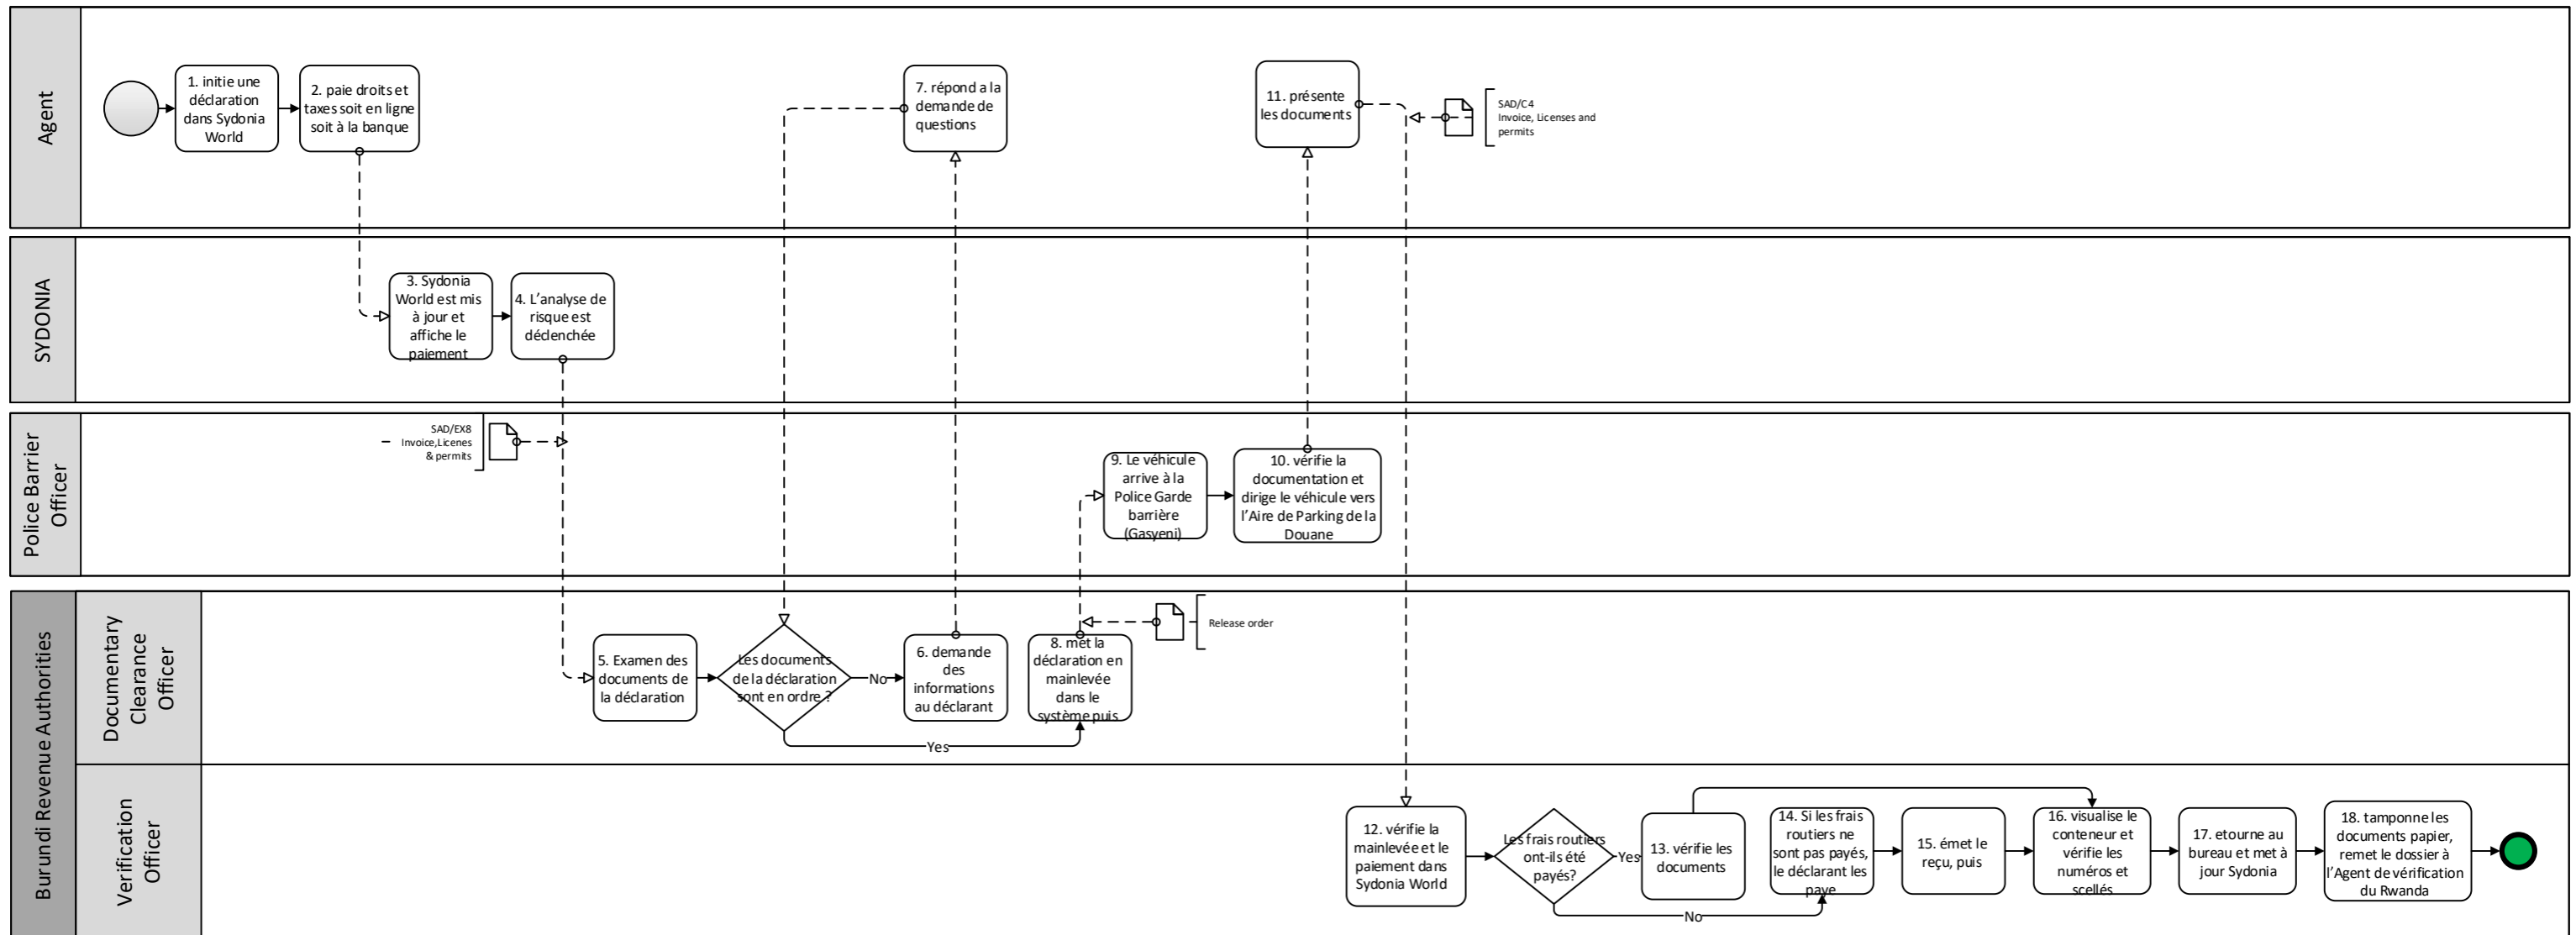 Agent
1. initie une
déclaration
dans Sydonia
World
2. paie droits et
taxes soit en ligne
soit à la banque
7. répond a la
demande de
questions
11. présente
les documents
SAD/C4
Invoice, Licenses and
permits
SYDONIA
3. Sydonia
World est mis
à jour et
affiche le
paiement
4. L’analyse de
risque est
déclenchée
Police Barrier
Officer
SAD/EX8
Invoice,Licenes
& permits
9. Le véhicule
arrive à la
Police Garde
barrière
(Gasyeni)
10. vérifie la
documentation et
dirige le véhicule vers
l’Aire de Parking de la
Douane
Burundi Revenue Authorities
Documentary
Clearance
Officer
5. Examen des
documents de
la déclaration
Les documents
de la déclaration
sont en ordre ?
No
Yes
6. demande
des
informations
au déclarant
8. met la
déclaration en
mainlevée
dans le
système puis
Release order
Verification
Officer
12. vérifie la
mainlevée et le
paiement dans
Sydonia World
Les frais routiers
ont-ils été
payés?
Yes
No
13. vérifie les
documents
14. Si les frais
routiers ne
sont pas payés,
le déclarant les
paye
15. émet le
reçu, puis
16. visualise le
conteneur et
vérifie les
numéros et
scellés
17. etourne au
bureau et met à
jour Sydonia
18. tamponne les
documents papier,
remet le dossier à
l’Agent de vérification
du Rwanda